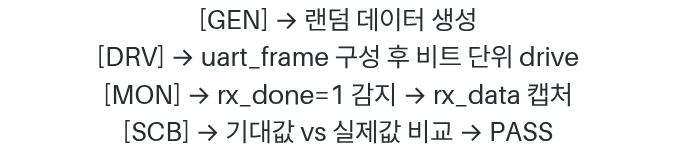 [GEN] → 랜덤 데이터 생성
[DRV] → uart_frame 구성 후 비트 단위 drive
[MON] → rx_done=1 감지 → rx_data 캡처
[SCB] → 기대값 vs 실제값 비교 → PASS